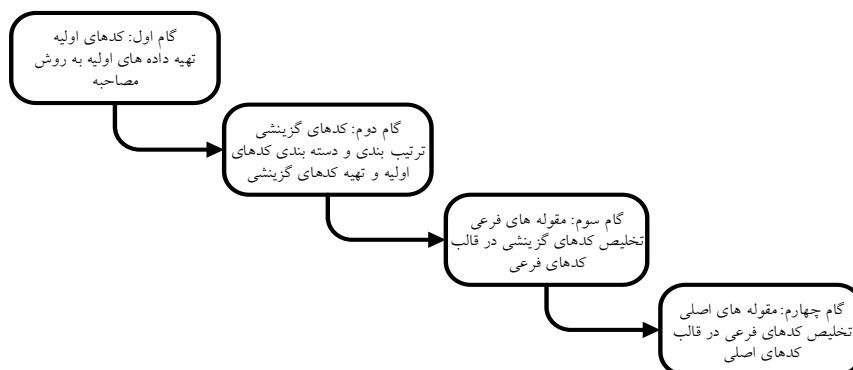 گام اول: کدهای اولیه
تهیه داده های اولیه به روش
مصاحبه
گام دوم: کدهای گزینشی
ترتیب بندی و دسته بندی کدهای
اولیه و تهیه کدهای گزینشی
گام سوم: مقوله های فرعی
تخلیص کدهای گزینشی در قالب
کدهای فرعی
گام چهارم: مقوله های اصلی
تخلیص کدهای فرعی در قالب
کدهای اصلی